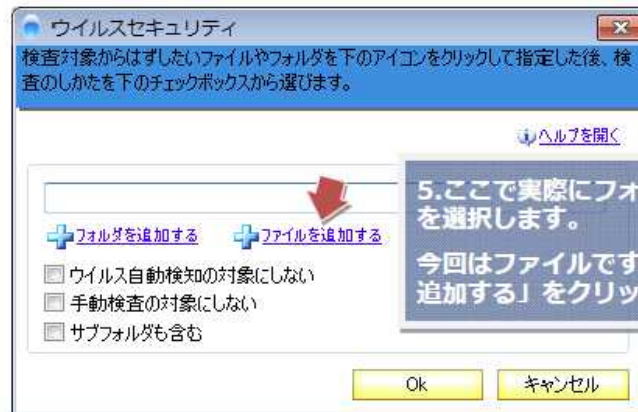 ウイルスセキュリティ
検査対象からはずしたいファイルやフォルダを下のアイコンをクリックして指定した後、検
査のしかたを下のチェックボックスから選びます。
ヘルプを開く
5.ここで実際にフォ
を選択します。
今回はファイルです
追加する」をクリッ
フォルダを追加する
ファイルを追加する
ウイルス自動検知の対象にしない
手動検査の対象にしない
サブフォルダも含む
Ok
キャンセル